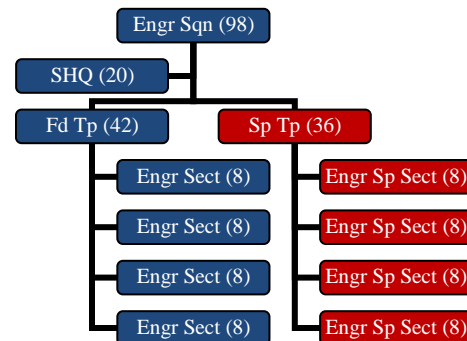 Engr Sqn (98)
SHQ (20)
Fd Tp (42)
Sp Tp (36)
Engr Sect (8)
Engr Sp Sect (8)
Engr Sect (8)
Engr Sp Sect (8)
Engr Sect (8)
Engr Sp Sect (8)
Engr Sect (8)
Engr Sp Sect (8)